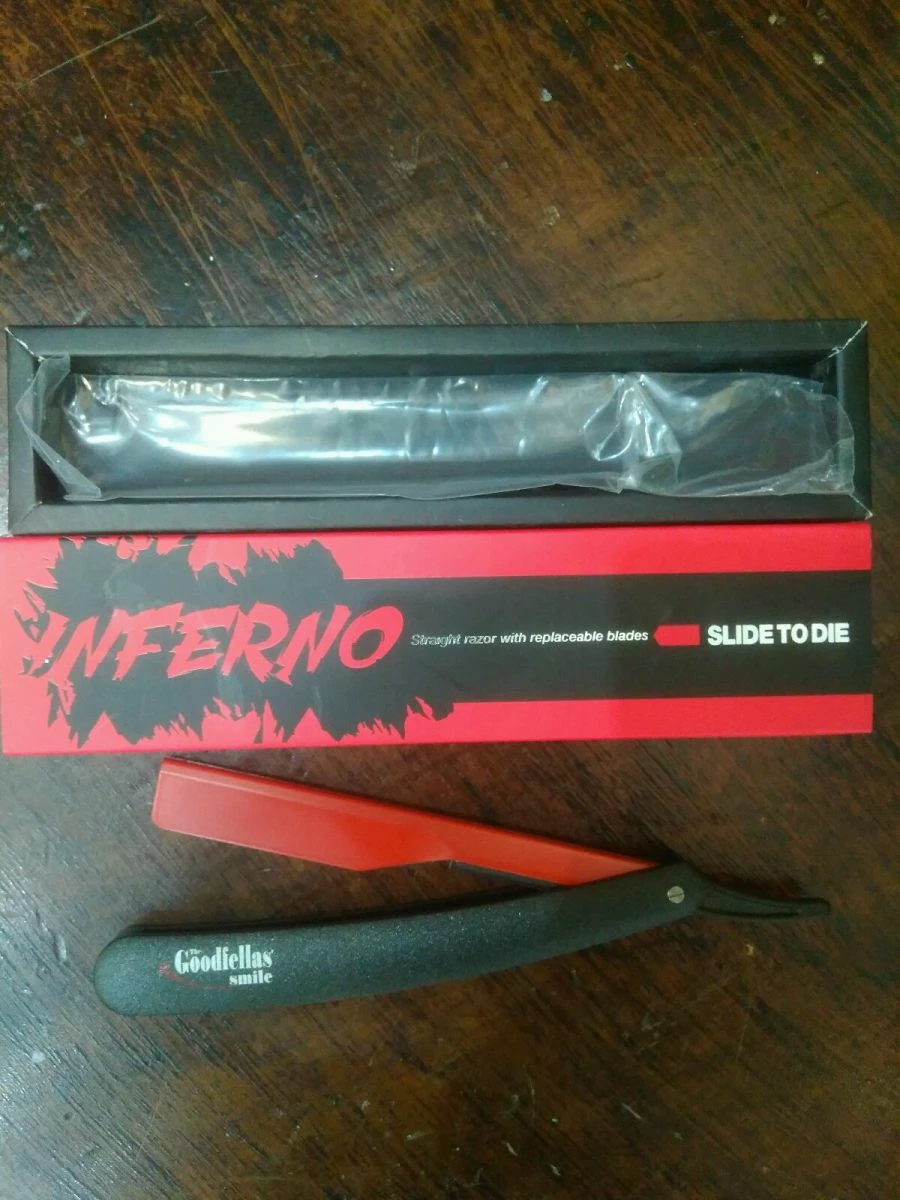 INFERNO
Straight razor with replaceable blades
SLIDE TO DIE
The
Goodfellas'
smile